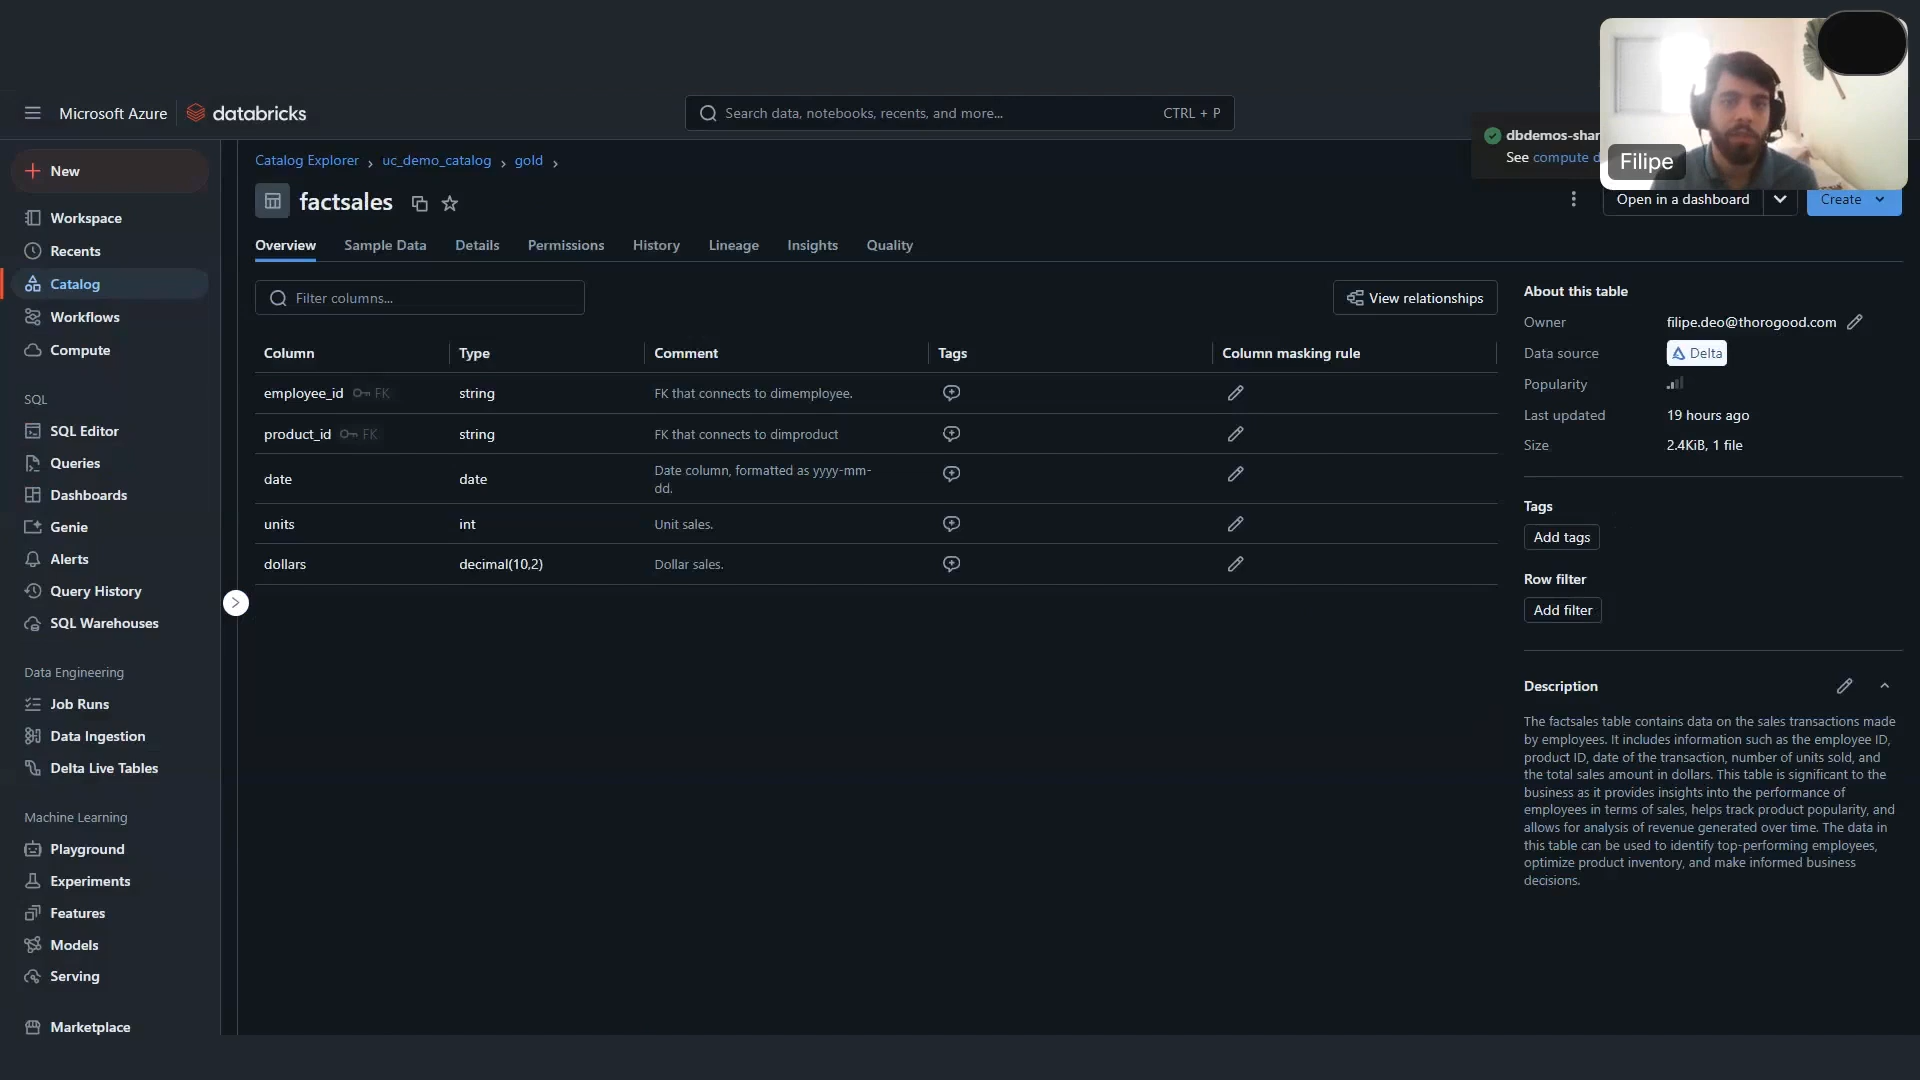 Microsoft Azure
databricks
Search data, notebooks, recents, and more...
CTRL + P
dbdemos-shar
See compute d
Filipe
New
Workspace
Recents
Catalog
Workflows
Compute
SQL
SQL Editor
Queries
Dashboards
Genie
Alerts
Query History
SQL Warehouses
Data Engineering
Job Runs
Data Ingestion
Delta Live Tables
Machine Learning
Playground
Experiments
Features
Models
Serving
Marketplace
Catalog Explorer > uc_demo_catalog > gold >
factsales
Open in a dashboard
Create
Overview Sample Data Details Permissions History Lineage Insights Quality
Filter columns...
View relationships
Column Type Comment Tags Column masking rule
employee_id FK string FK that connects to dimemployee.
product_id FK string FK that connects to dimproduct
date date Date column, formatted as yyyy-mm-
dd.
units int Unit sales.
dollars decimal(10,2) Dollar sales.
About this table
Owner filipe.deo@thorogood.com
Data source Delta
Popularity
Last updated 19 hours ago
Size 2.4KiB, 1 file
Tags
Add tags
Row filter
Add filter
Description
The factsales table contains data on the sales transactions made
by employees. It includes information such as the employee ID,
product ID, date of the transaction, number of units sold, and
the total sales amount in dollars. This table is significant to the
business as it provides insights into the performance of
employees in terms of sales, helps track product popularity, and
allows for analysis of revenue generated over time. The data in
this table can be used to identify top-performing employees,
optimize product inventory, and make informed business
decisions.